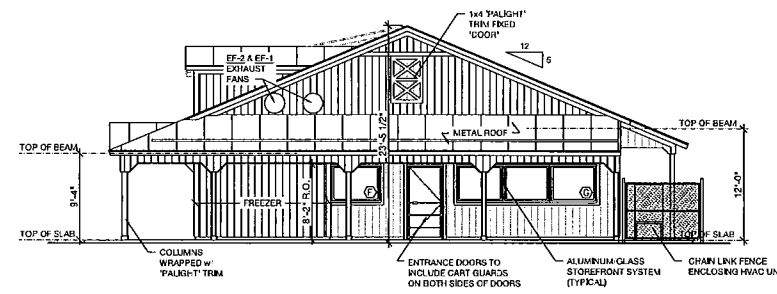 1x4 'PALIGHT'
TRIM FIXED
'DOOR'
12
6
EF-2 & EF-1
EXHAUST
FANS
23'-5 1/2"
METAL ROOF
TOP OF BEAM
TOP OF BEAM
9'-4"
FREEZER
8'-2" R.O.
F
G
12'-0"
TOP OF SLAB
TOP OF SLAB
COLUMNS
WRAPPED w/
'PALIGHT' TRIM
ENTRANCE DOORS TO
INCLUDE CART GUARDS
ON BOTH SIDES OF DOORS
ALUMINUM/GLASS
STOREFRONT SYSTEM
(TYPICAL)
CHAIN LINK FENCE
ENCLOSING HVAC UN